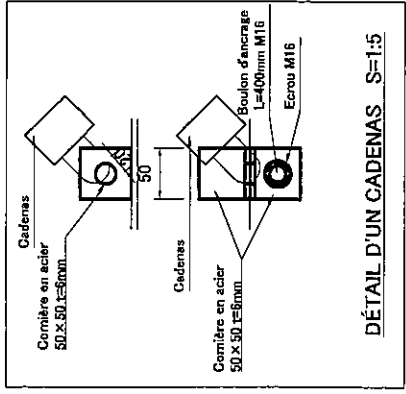 Cadenas
Cornière en acier
50 × 50 t=6mm
50
Cadenas
Cornière en acier
50 × 50 t=6mm
Boulon d'ancrage
L=400mm M16
Ecrou M16
DÉTAIL D'UN CADENAS S=1:5